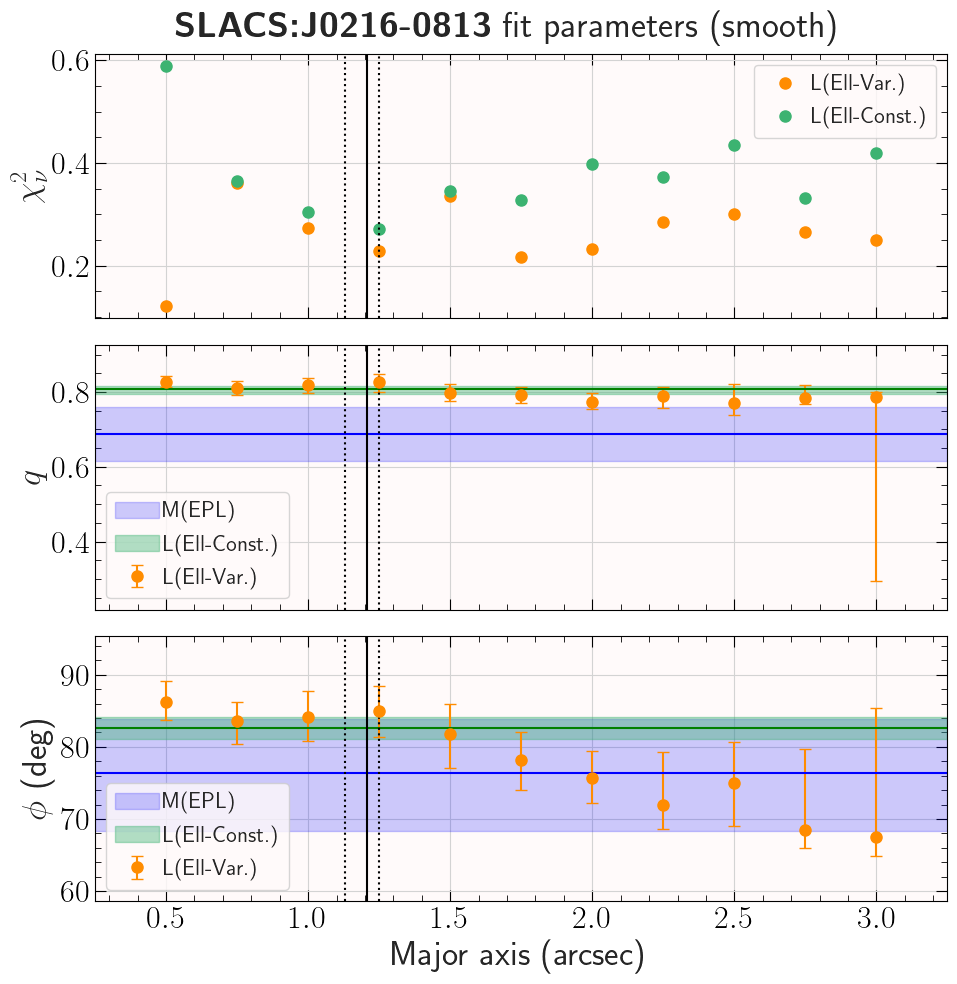 SLACS:J0216-0813 fit parameters (smooth)
0.6
0.4
0.2
χ²ᵥ
L(Ell-Var.)
L(Ell-Const.)
0.8
0.6
0.4
q
M(EPL)
L(Ell-Const.)
L(Ell-Var.)
90
80
70
60
ϕ (deg)
M(EPL)
L(Ell-Const.)
L(Ell-Var.)
0.5 1.0 1.5 2.0 2.5 3.0
Major axis (arcsec)